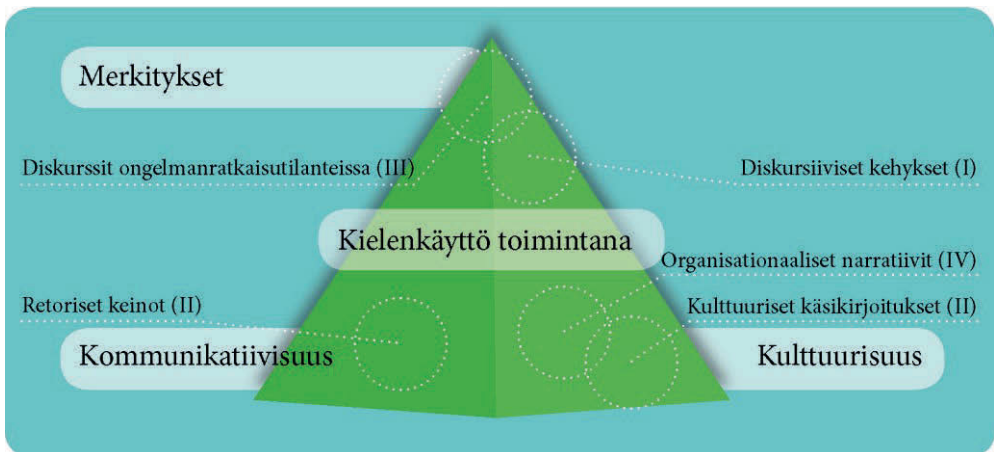 Merkitykset
Diskurssit ongelmanratkaisutilanteissa (III)
Diskursiiviset kehykset (I)
Kielenkäyttö toimintana
Organisationaaliset narratiivit (IV)
Retoriset keinot (II)
Kulttuuriset käsikirjoitukset (II)
Kommunikatiivisuus
Kulttuurisuus